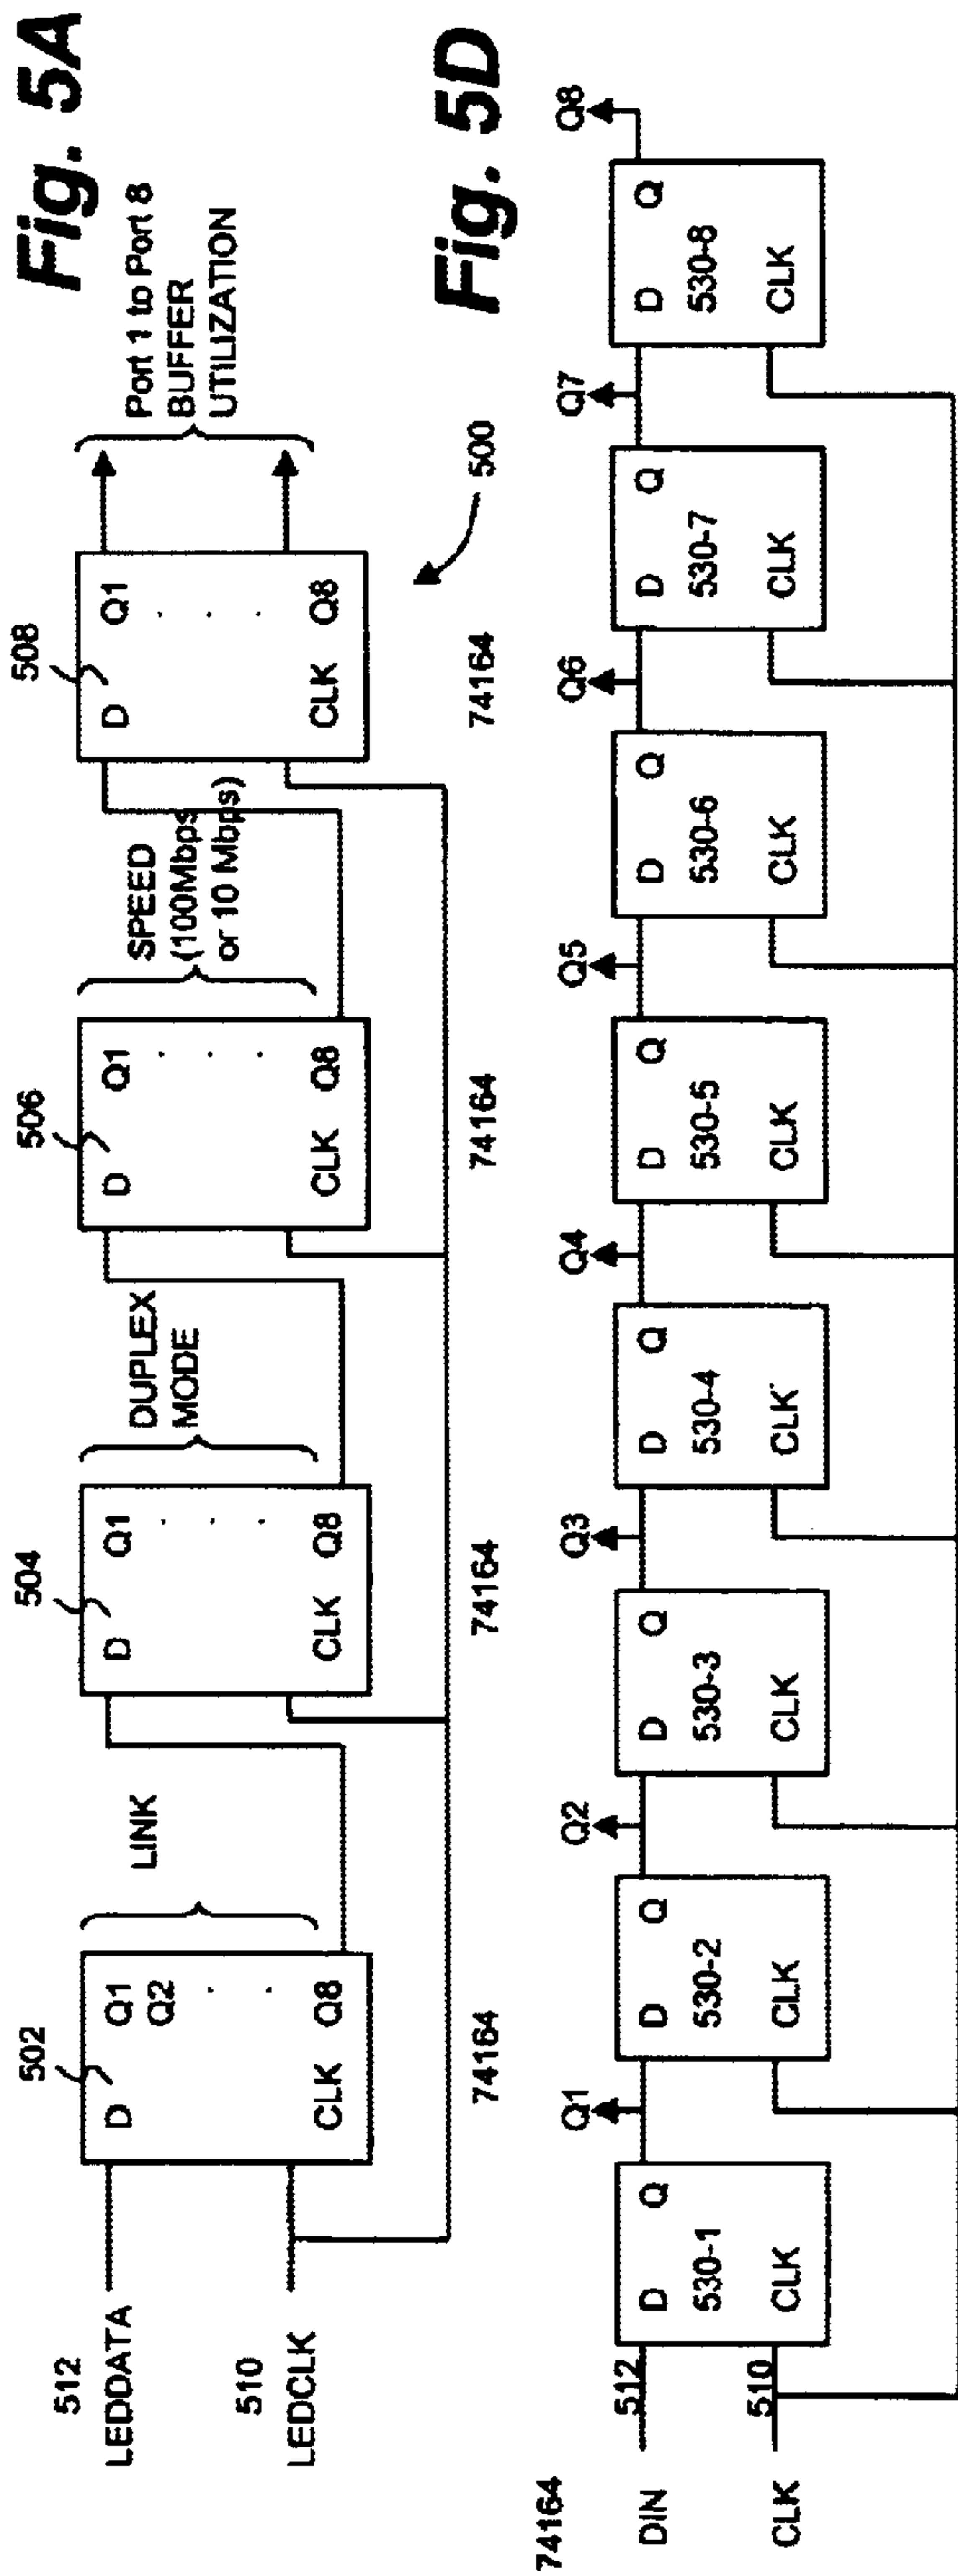 Fig. 5A
502
504
506
508
512
LEDDATA
510
LEDCLK
D Q1
Q2
.
.
CLK Q8
74164
LINK
D Q1
.
.
.
CLK Q8
74164
DUPLEX
MODE
D Q1
.
.
.
CLK Q8
74164
SPEED
(100Mbps
or 10 Mbps)
D Q1
.
.
.
CLK Q8
74164
Port 1 to Port 8
BUFFER
UTILIZATION
500
Fig. 5D
74164
DIN
512
CLK
510
D Q
530-1
CLK
Q1
D Q
530-2
CLK
Q2
D Q
530-3
CLK
Q3
D Q
530-4
CLK
Q4
D Q
530-5
CLK
Q5
D Q
530-6
CLK
Q6
D Q
530-7
CLK
Q7
D Q
530-8
CLK
Q8